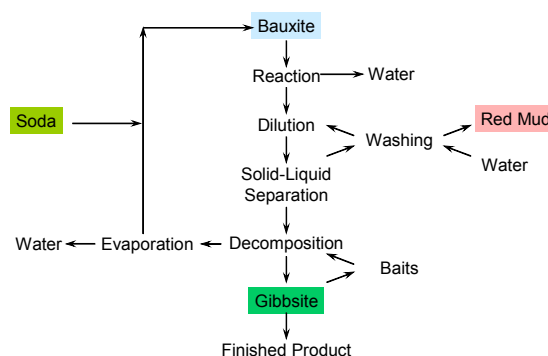 Bauxite
Reaction
Water
Soda
Dilution
Washing
Red Mud
Water
Solid-Liquid
Separation
Water
Evaporation
Decomposition
Baits
Gibbsite
Finished Product